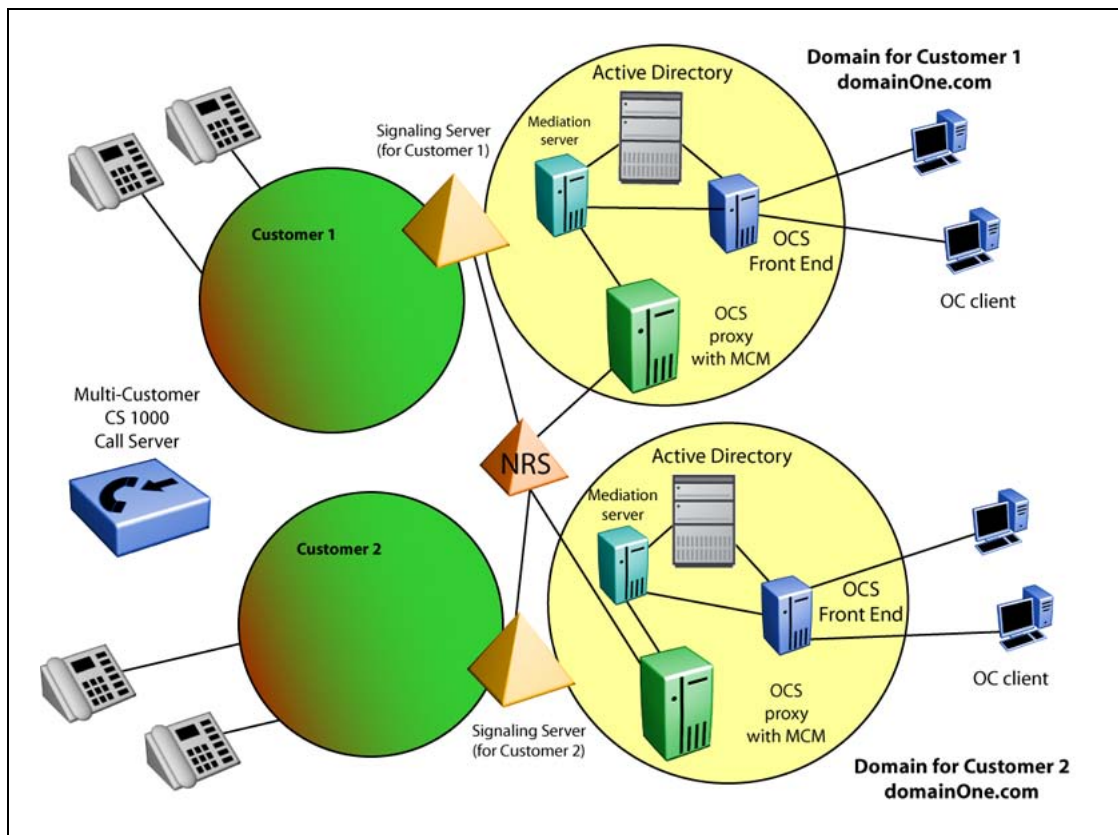 Domain for Customer 1
domainOne.com
Active Directory
Signaling Server
(for Customer 1)
Mediation
server
Customer 1
OCS
Front End
OC client
OCS
proxy
with MCM
Multi-Customer
CS 1000
Call Server
NRS
Active Directory
Mediation
server
Customer 2
OCS
Front End
OC client
OCS
proxy
with MCM
Signaling Server
(for Customer 2)
Domain for Customer 2
domainOne.com